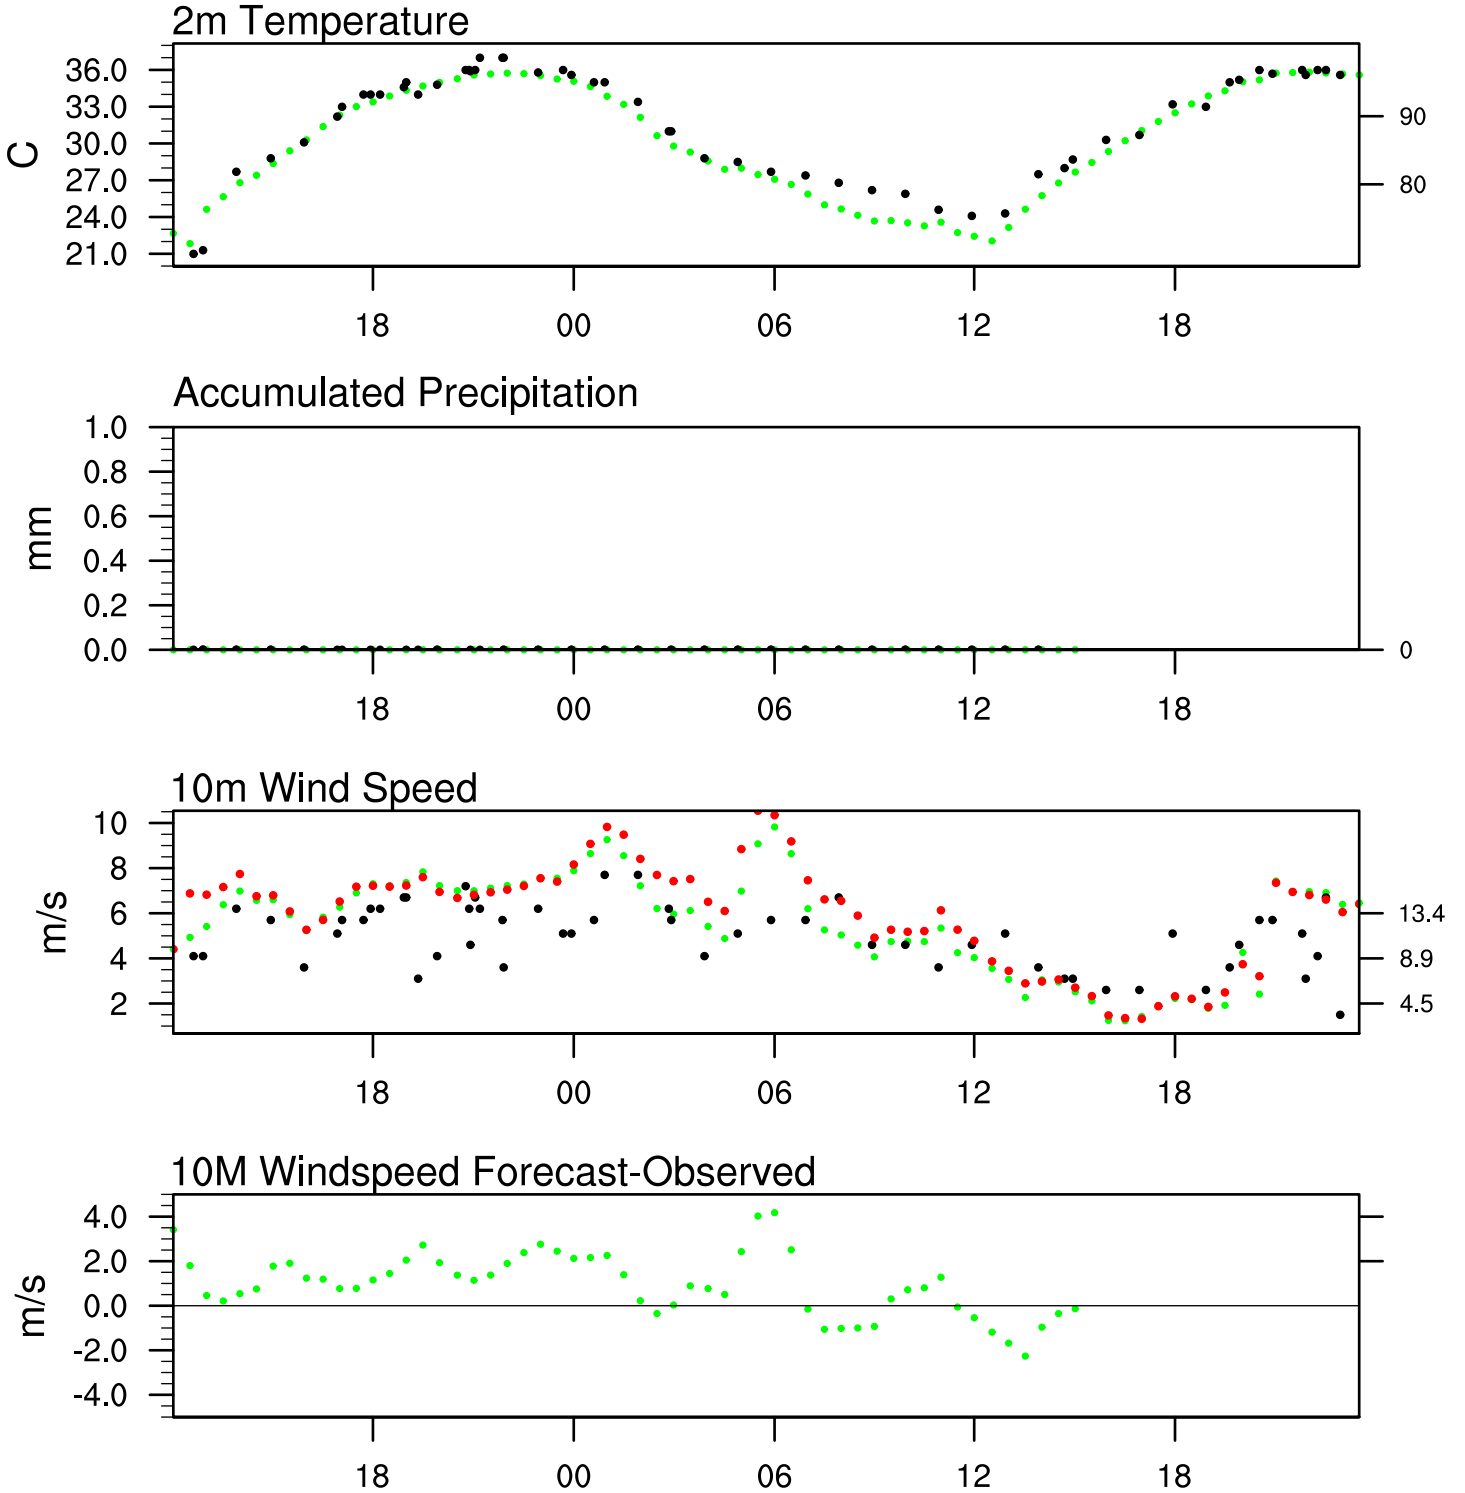 2m Temperature
36.0
33.0
30.0
27.0
24.0
21.0
C
90
80
18 00 06 12 18
Accumulated Precipitation
1.0
0.8
0.6
0.4
0.2
0.0
mm
0
18 00 06 12 18
10m Wind Speed
10
8
6
4
2
m/s
13.4
8.9
4.5
18 00 06 12 18
10M Windspeed Forecast-Observed
4.0
2.0
0.0
-2.0
-4.0
m/s
18 00 06 12 18